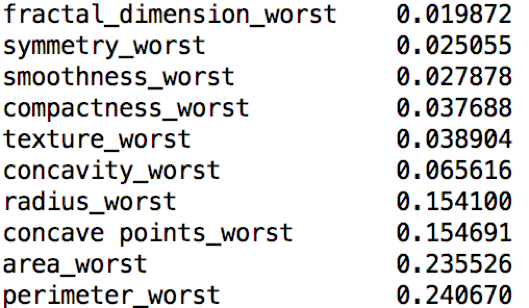 fractal_dimension_worst 0.019872
symmetry_worst 0.025055
smoothness_worst 0.027878
compactness_worst 0.037688
texture_worst 0.038904
concavity_worst 0.065616
radius_worst 0.154100
concave points_worst 0.154691
area_worst 0.235526
perimeter_worst 0.240670